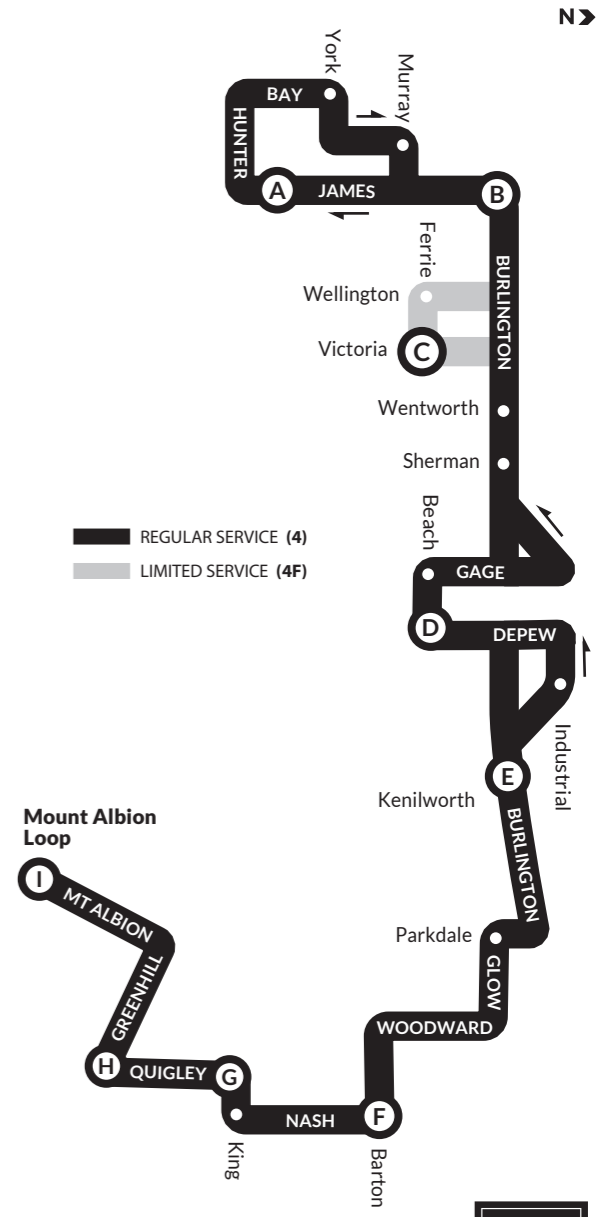 N
York
Murray
BAY
HUNTER
A
JAMES
B
Ferrie
BURLINGTON
Wellington
Victoria
C
Wentworth
Sherman
Beach
REGULAR SERVICE (4)
LIMITED SERVICE (4F)
GAGE
D
DEPEW
Industrial
E
Kenilworth
BURLINGTON
Mount Albion
Loop
I
MT ALBION
Parkdale
GLOW
GREENHILL
WOODWARD
H
QUIGLEY
G
NASH
F
King
Barton